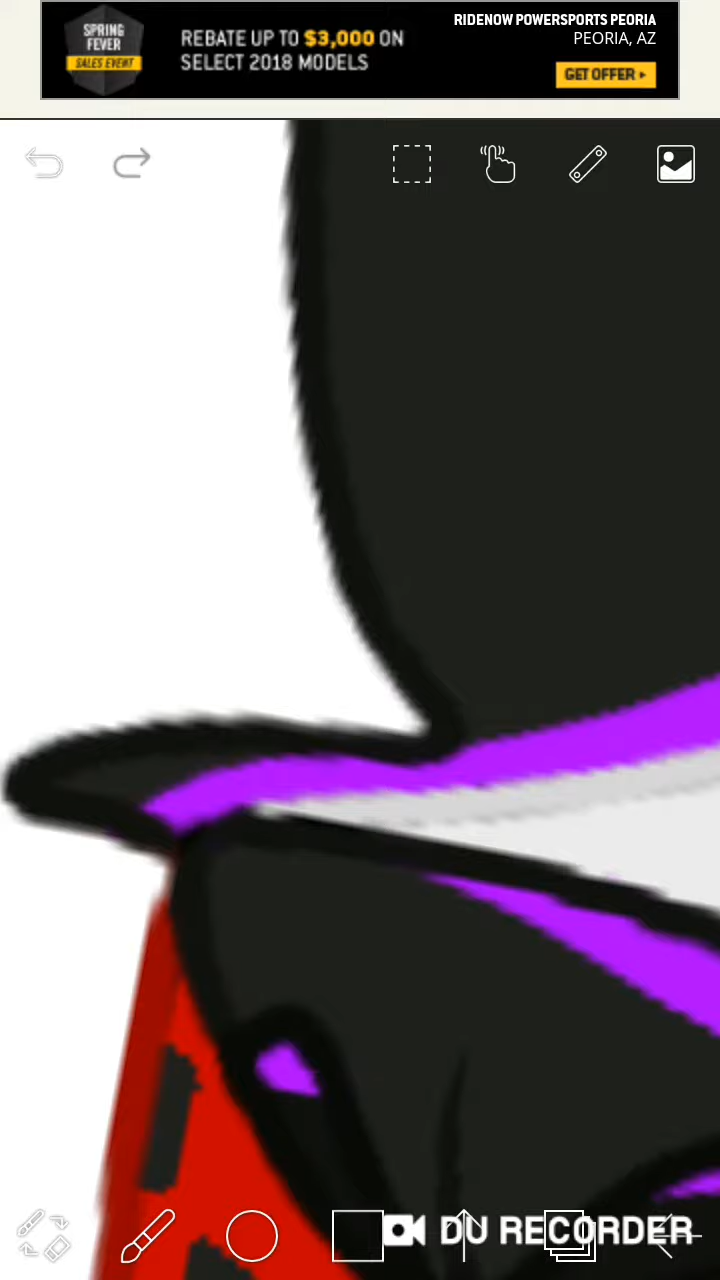 SPRING
FEVER
SALES EVENT
REBATE UP TO $3,000 ON
SELECT 2018 MODELS
RIDENOW POWERSPORTS PEORIA
PEORIA, AZ
GET OFFER
DU RECORDER